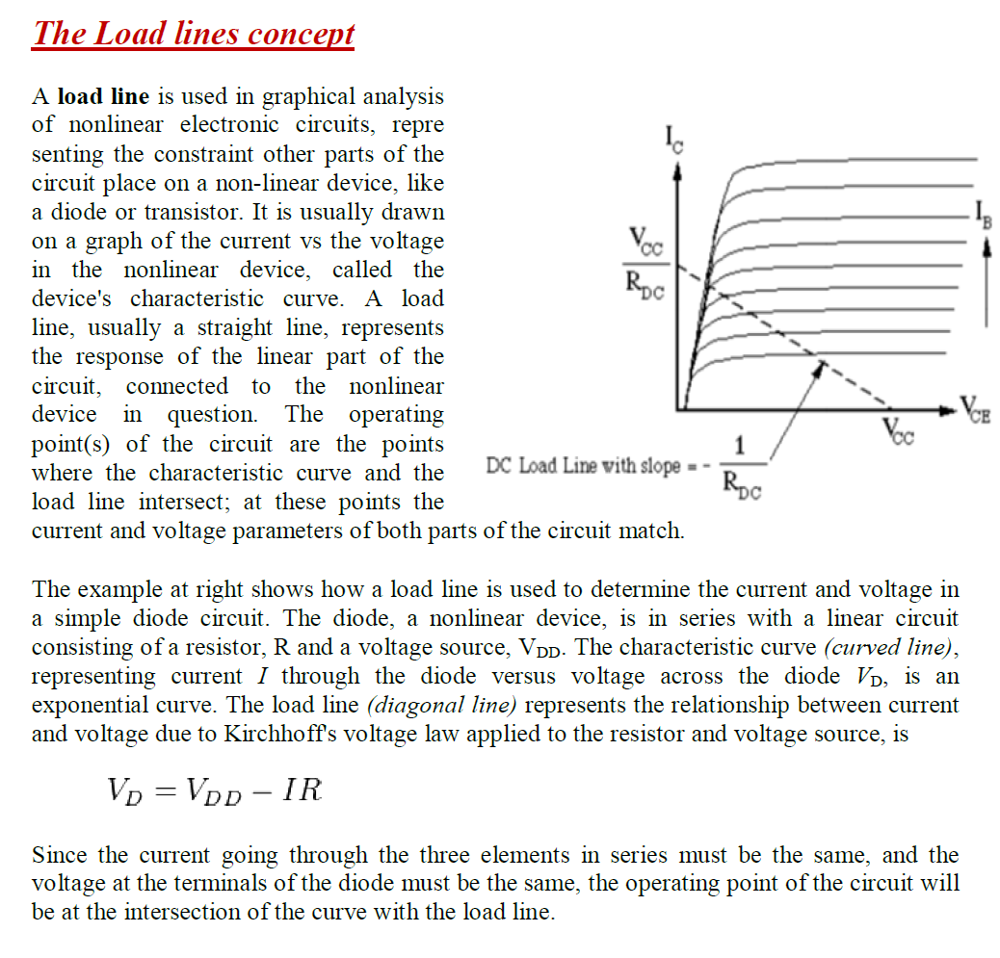 The Load lines concept
A load line is used in graphical analysis
of nonlinear electronic circuits, repre
senting the constraint other parts of the
circuit place on a non-linear device, like
a diode or transistor. It is usually drawn
on a graph of the current vs the voltage
in the nonlinear device, called the
device's characteristic curve. A load
line, usually a straight line, represents
the response of the linear part of the
circuit, connected to the nonlinear
device in question. The operating
point(s) of the circuit are the points
where the characteristic curve and the
load line intersect; at these points the
current and voltage parameters of both parts of the circuit match.
IC
VCC
RDC
IB
VCE
VCC
DC Load Line with slope = -
1
RDC
The example at right shows how a load line is used to determine the current and voltage in
a simple diode circuit. The diode, a nonlinear device, is in series with a linear circuit
consisting of a resistor, R and a voltage source, VDD. The characteristic curve (curved line),
representing current I through the diode versus voltage across the diode VD, is an
exponential curve. The load line (diagonal line) represents the relationship between current
and voltage due to Kirchhoff's voltage law applied to the resistor and voltage source, is
VD = VDD − IR
Since the current going through the three elements in series must be the same, and the
voltage at the terminals of the diode must be the same, the operating point of the circuit will
be at the intersection of the curve with the load line.